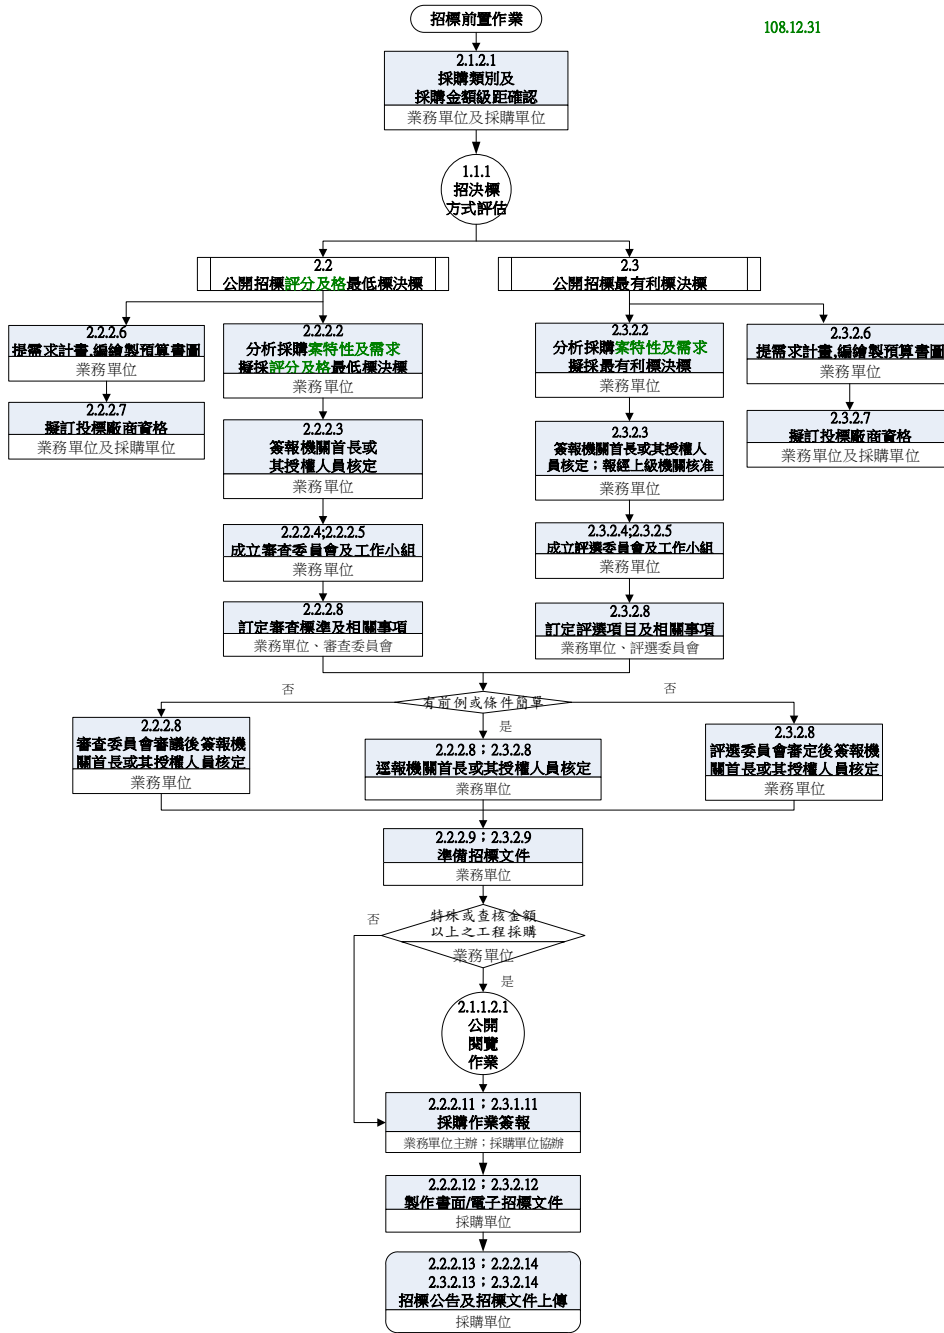 招標前置作業
108.12.31
2.1.2.1
採購類別及
採購金額級距確認
業務單位及採購單位
1.1.1
招決標
方式評估
2.2
公開招標評分及格最低標決標
2.3
公開招標最有利標決標
2.2.2.6
提需求計畫,編繪製預算書圖
業務單位
2.2.2.7
擬訂投標廠商資格
業務單位及採購單位
2.2.2.2
分析採購案特性及需求
擬採評分及格最低標決標
業務單位
2.2.2.3
簽報機關首長或
其授權人員核定
業務單位
2.2.2.4;2.2.2.5
成立審查委員會及工作小組
業務單位
2.2.2.8
訂定審查標準及相關事項
業務單位、審查委員會
2.3.2.2
分析採購案特性及需求
擬採最有利標決標
業務單位
2.3.2.3
簽報機關首長或其授權人
員核定；報經上級機關核准
業務單位
2.3.2.4;2.3.2.5
成立評選委員會及工作小組
業務單位
2.3.2.8
訂定評選項目及相關事項
業務單位、評選委員會
2.3.2.6
提需求計畫,編繪製預算書圖
業務單位
2.3.2.7
擬訂投標廠商資格
業務單位及採購單位
否
有前例或條件簡單
否
是
2.2.2.8
審查委員會審議後簽報機
關首長或其授權人員核定
業務單位
2.2.2.8；2.3.2.8
逕報機關首長或其授權人員核定
業務單位
2.3.2.8
評選委員會審定後簽報機
關首長或其授權人員核定
業務單位
2.2.2.9；2.3.2.9
準備招標文件
業務單位
否
特殊或查核金額
以上之工程採購
業務單位
是
2.1.1.2.1
公開
閱覽
作業
2.2.2.11；2.3.1.11
採購作業簽報
業務單位主辦；採購單位協辦
2.2.2.12；2.3.2.12
製作書面/電子招標文件
採購單位
2.2.2.13；2.2.2.14
2.3.2.13；2.3.2.14
招標公告及招標文件上傳
採購單位